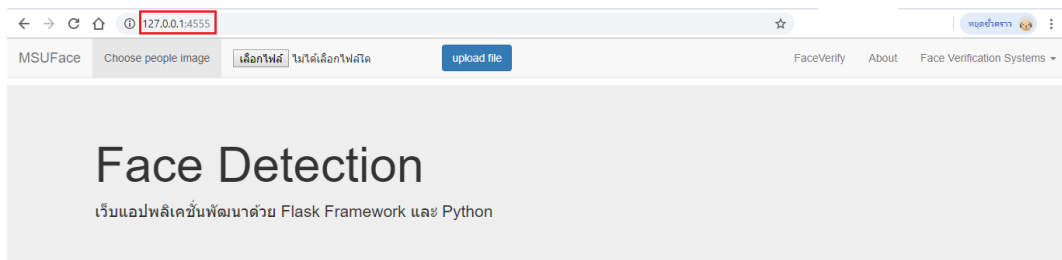 127.0.0.1:4555 หยุดชั่วคราว
MSUFace Choose people image เลือกไฟล์ ไม่ได้เลือกไฟล์ใด upload file FaceVerify About Face Verification Systems
Face Detection
เว็บแอปพลิเคชั่นพัฒนาด้วย Flask Framework และ Python